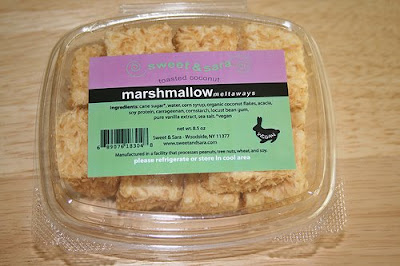 sweet & sara
toasted coconut
marshmallow meltaways
ingredients: cane sugar*, water, corn syrup, organic coconut flakes, acacia,
soy protein, carrageenan, cornstarch, locust bean gum,
pure vanilla extract, sea salt. *vegan
net wt. 8.5 oz
Sweet & Sara - Woodside, NY 11377
www.sweetandsara.com
VEGAN
Manufactured in a facility that processes peanuts, tree nuts, wheat, and soy.
please refrigerate or store in cool area